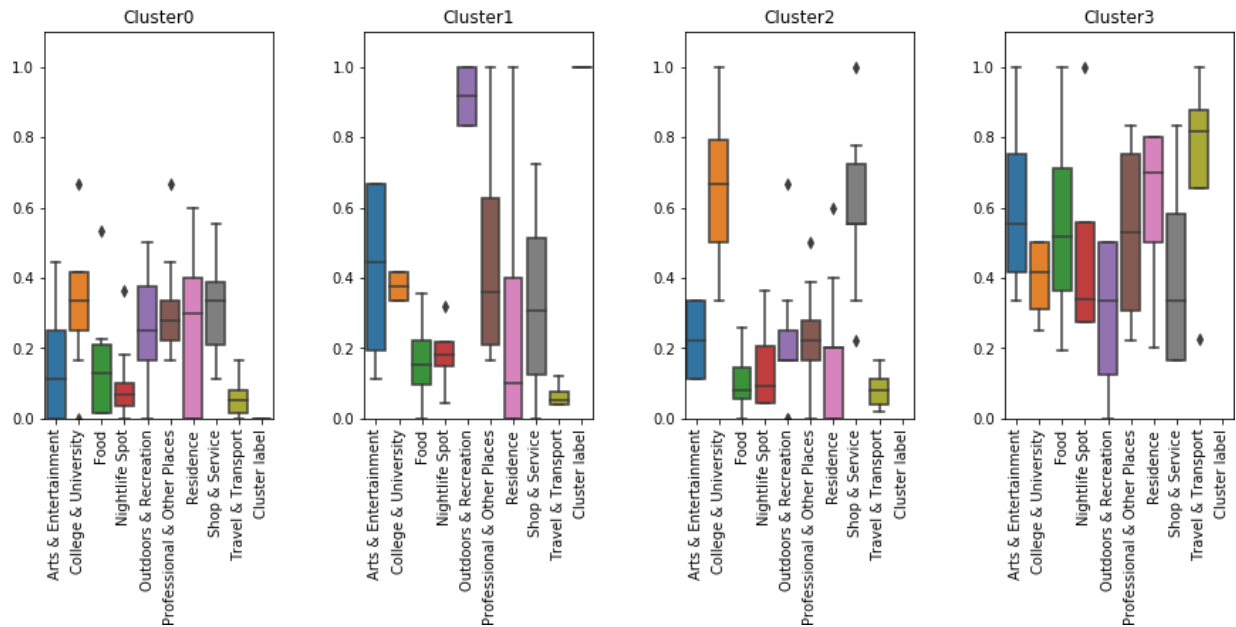 Cluster0
Cluster1
Cluster2
Cluster3
1.0
0.8
0.6
0.4
0.2
0.0
Arts & Entertainment
College & University
Food
Nightlife Spot
Outdoors & Recreation
Professional & Other Places
Residence
Shop & Service
Travel & Transport
Cluster label
1.0
0.8
0.6
0.4
0.2
0.0
Arts & Entertainment
College & University
Food
Nightlife Spot
Outdoors & Recreation
Professional & Other Places
Residence
Shop & Service
Travel & Transport
Cluster label
1.0
0.8
0.6
0.4
0.2
0.0
Arts & Entertainment
College & University
Food
Nightlife Spot
Outdoors & Recreation
Professional & Other Places
Residence
Shop & Service
Travel & Transport
Cluster label
1.0
0.8
0.6
0.4
0.2
0.0
Arts & Entertainment
College & University
Food
Nightlife Spot
Outdoors & Recreation
Professional & Other Places
Residence
Shop & Service
Travel & Transport
Cluster label